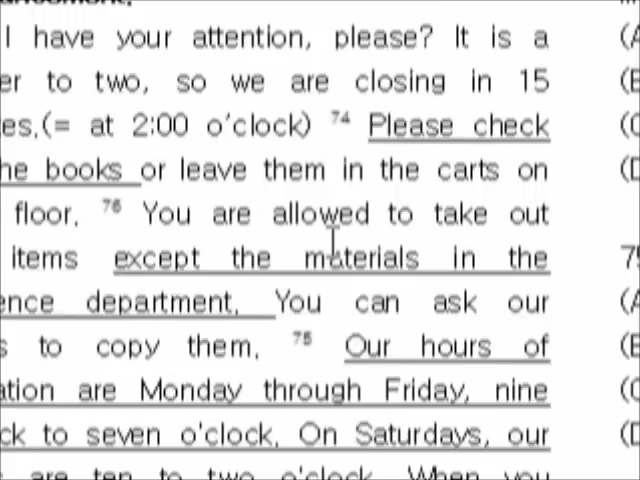 I have your attention, please? It is a
er to two, so we are closing in 15
es.(= at 2:00 o'clock) 74 Please check
he books or leave them in the carts on
floor. 76 You are allowed to take out
items except the materials in the
ence department. You can ask our
s to copy them. 75 Our hours of
ation are Monday through Friday, nine
ck to seven o'clock. On Saturdays, our
are ten to two o'clock. When you